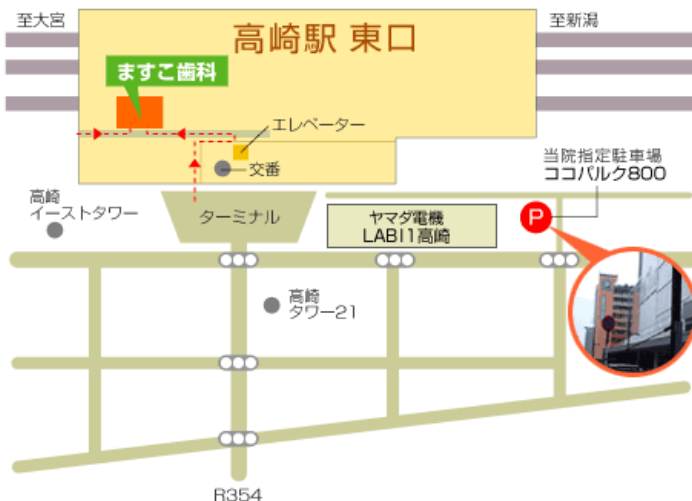 至大宮
高崎駅 東口
至新潟
ますこ歯科
エレベーター
交番
当院指定駐車場
ココパルク800
高崎
イーストタワー
ターミナル
ヤマダ電機
LABI1高崎
P
高崎
タワー21
R354